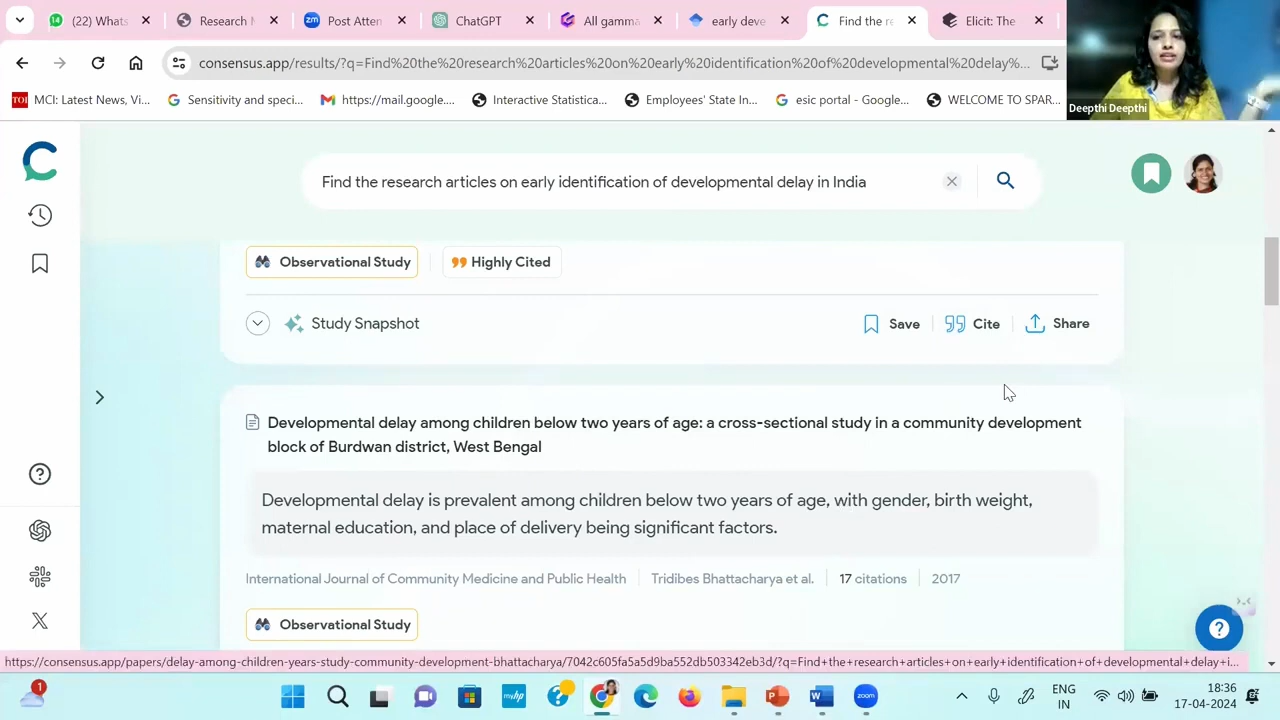 (22) Whats
Research M
Post Atten
ChatGPT
All gamma
early deve
Find the re
Elicit: The
consensus.app/results/?q=Find%20the%20research%20articles%20on%20early%20identification%20of%20developmental%20delay%...
MCI: Latest News, Vi...
Sensitivity and speci...
https://mail.google....
Interactive Statistica...
Employees' State In...
esic portal - Google...
WELCOME TO SPAR...
Deepthi Deepthi
Find the research articles on early identification of developmental delay in India
Observational Study
Highly Cited
Study Snapshot
Save
Cite
Share
Developmental delay among children below two years of age: a cross-sectional study in a community development
block of Burdwan district, West Bengal
Developmental delay is prevalent among children below two years of age, with gender, birth weight,
maternal education, and place of delivery being significant factors.
International Journal of Community Medicine and Public Health
Tridibes Bhattacharya et al.
17 citations
2017
Observational Study
https://consensus.app/papers/delay-among-children-years-study-community-development-bhattacharya/7042c605fa5a5d9ba552db503342eb3d/?q=Find+the+research+articles+on+early+identification+of+developmental+delay+i...
1
myhp
zoom
ENG
IN
18:36
17-04-2024